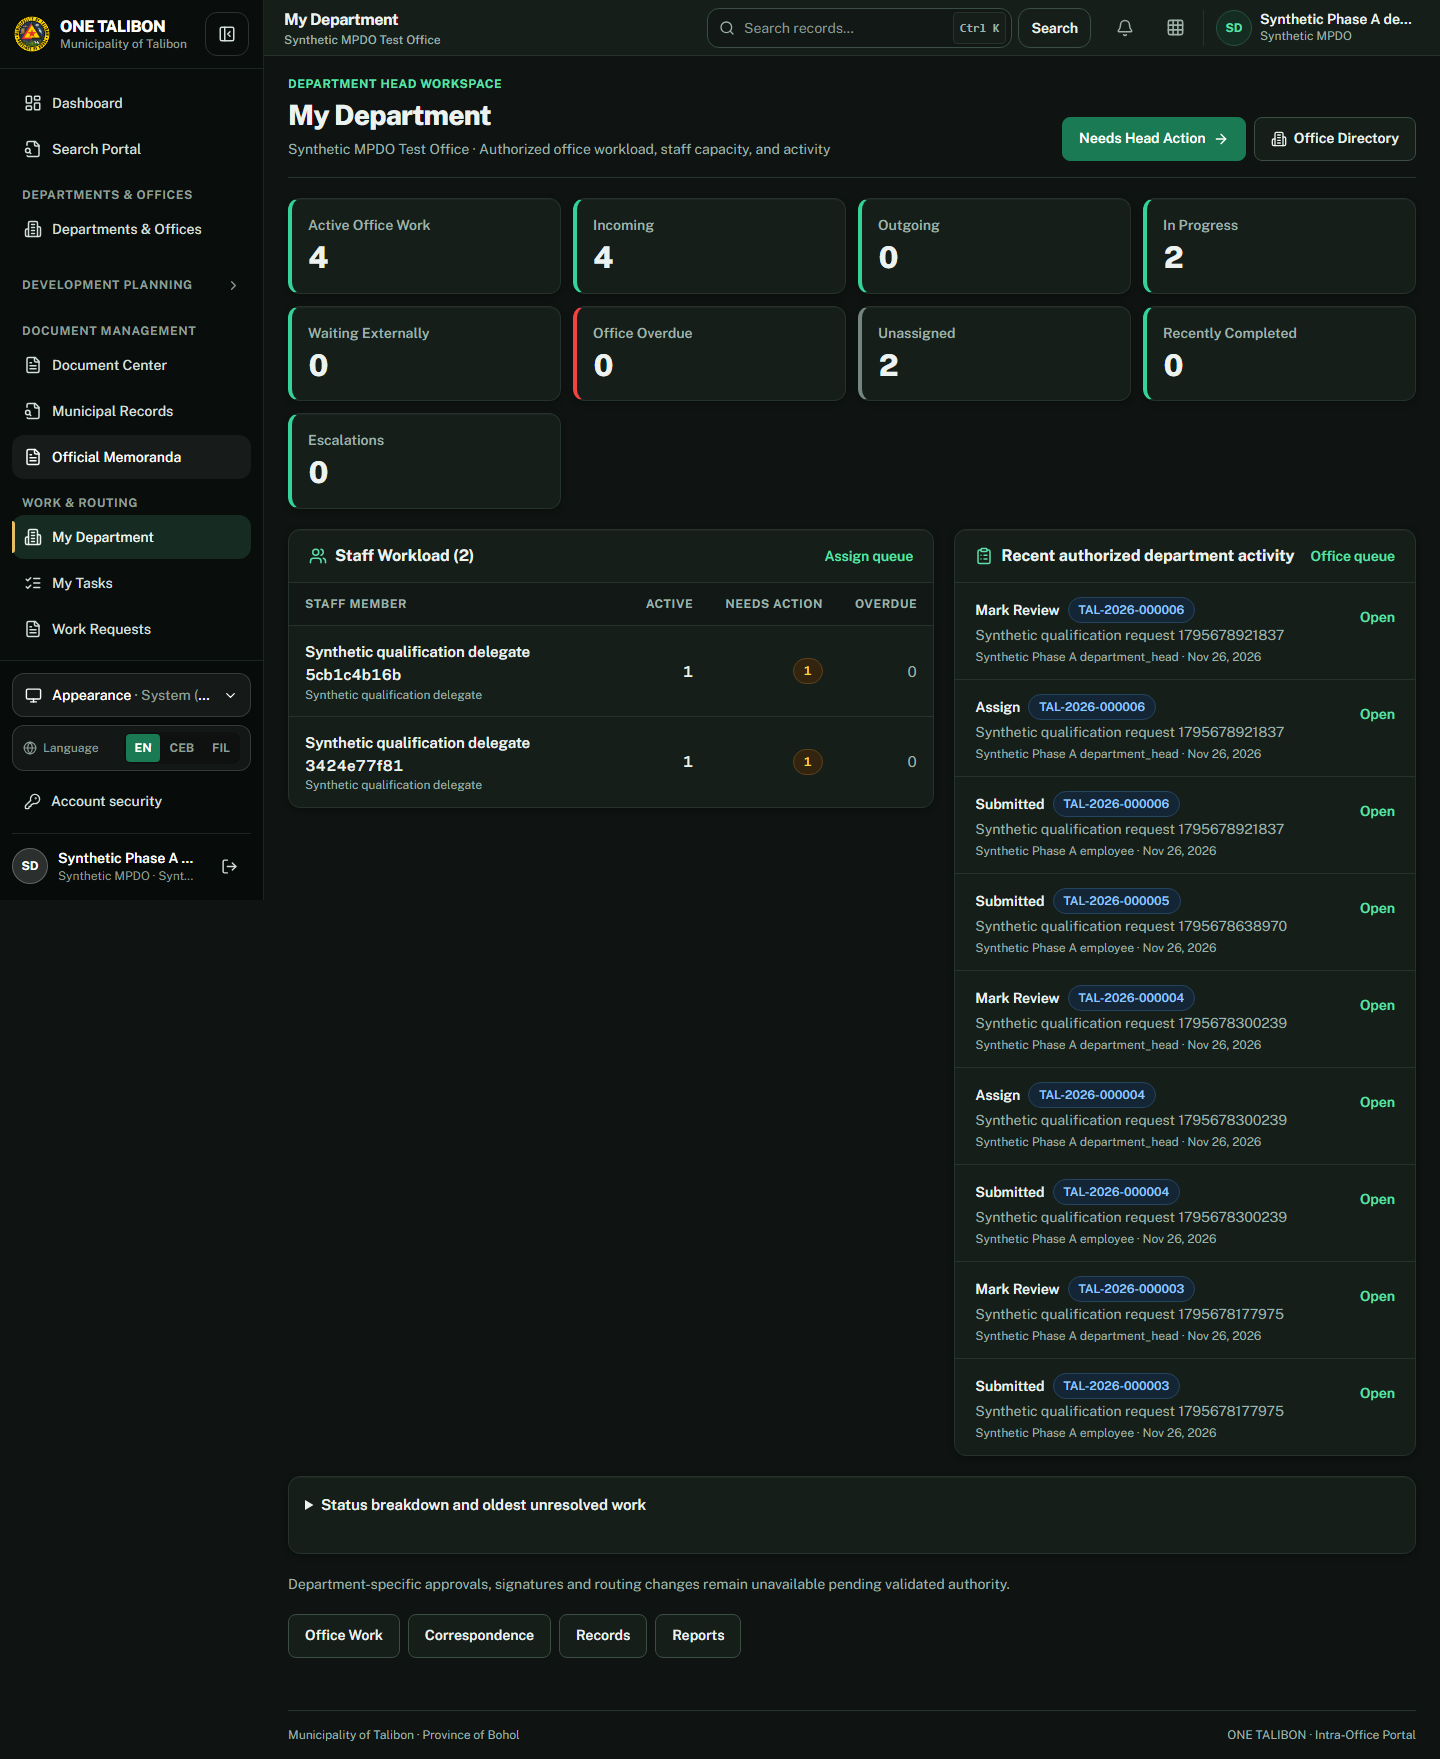 ONE TALIBON
Municipality of Talibon
Dashboard
Search Portal
DEPARTMENTS & OFFICES
Departments & Offices
DEVELOPMENT PLANNING
DOCUMENT MANAGEMENT
Document Center
Municipal Records
Official Memoranda
WORK & ROUTING
My Department
My Tasks
Work Requests
Appearance · System (...
Language
EN
CEB
FIL
Account security
SD
Synthetic Phase A ...
Synthetic MPDO · Synt...
My Department
Synthetic MPDO Test Office
Search records...
Ctrl K
Search
SD
Synthetic Phase A de...
Synthetic MPDO
DEPARTMENT HEAD WORKSPACE
My Department
Synthetic MPDO Test Office · Authorized office workload, staff capacity, and activity
Needs Head Action
Office Directory
Active Office Work
4
Incoming
4
Outgoing
0
In Progress
2
Waiting Externally
0
Office Overdue
0
Unassigned
2
Recently Completed
0
Escalations
0
Staff Workload (2)
Assign queue
STAFF MEMBER ACTIVE NEEDS ACTION OVERDUE
Synthetic qualification delegate
5cb1c4b16b
Synthetic qualification delegate
1 1 0
Synthetic qualification delegate
3424e77f81
Synthetic qualification delegate
1 1 0
Recent authorized department activity
Office queue
Mark Review TAL-2026-000006
Synthetic qualification request 1795678921837
Synthetic Phase A department_head · Nov 26, 2026
Open
Assign TAL-2026-000006
Synthetic qualification request 1795678921837
Synthetic Phase A department_head · Nov 26, 2026
Open
Submitted TAL-2026-000006
Synthetic qualification request 1795678921837
Synthetic Phase A employee · Nov 26, 2026
Open
Submitted TAL-2026-000005
Synthetic qualification request 1795678638970
Synthetic Phase A employee · Nov 26, 2026
Open
Mark Review TAL-2026-000004
Synthetic qualification request 1795678300239
Synthetic Phase A department_head · Nov 26, 2026
Open
Assign TAL-2026-000004
Synthetic qualification request 1795678300239
Synthetic Phase A department_head · Nov 26, 2026
Open
Submitted TAL-2026-000004
Synthetic qualification request 1795678300239
Synthetic Phase A employee · Nov 26, 2026
Open
Mark Review TAL-2026-000003
Synthetic qualification request 1795678177975
Synthetic Phase A department_head · Nov 26, 2026
Open
Submitted TAL-2026-000003
Synthetic qualification request 1795678177975
Synthetic Phase A employee · Nov 26, 2026
Open
Status breakdown and oldest unresolved work
Department-specific approvals, signatures and routing changes remain unavailable pending validated authority.
Office Work
Correspondence
Records
Reports
Municipality of Talibon · Province of Bohol
ONE TALIBON · Intra-Office Portal